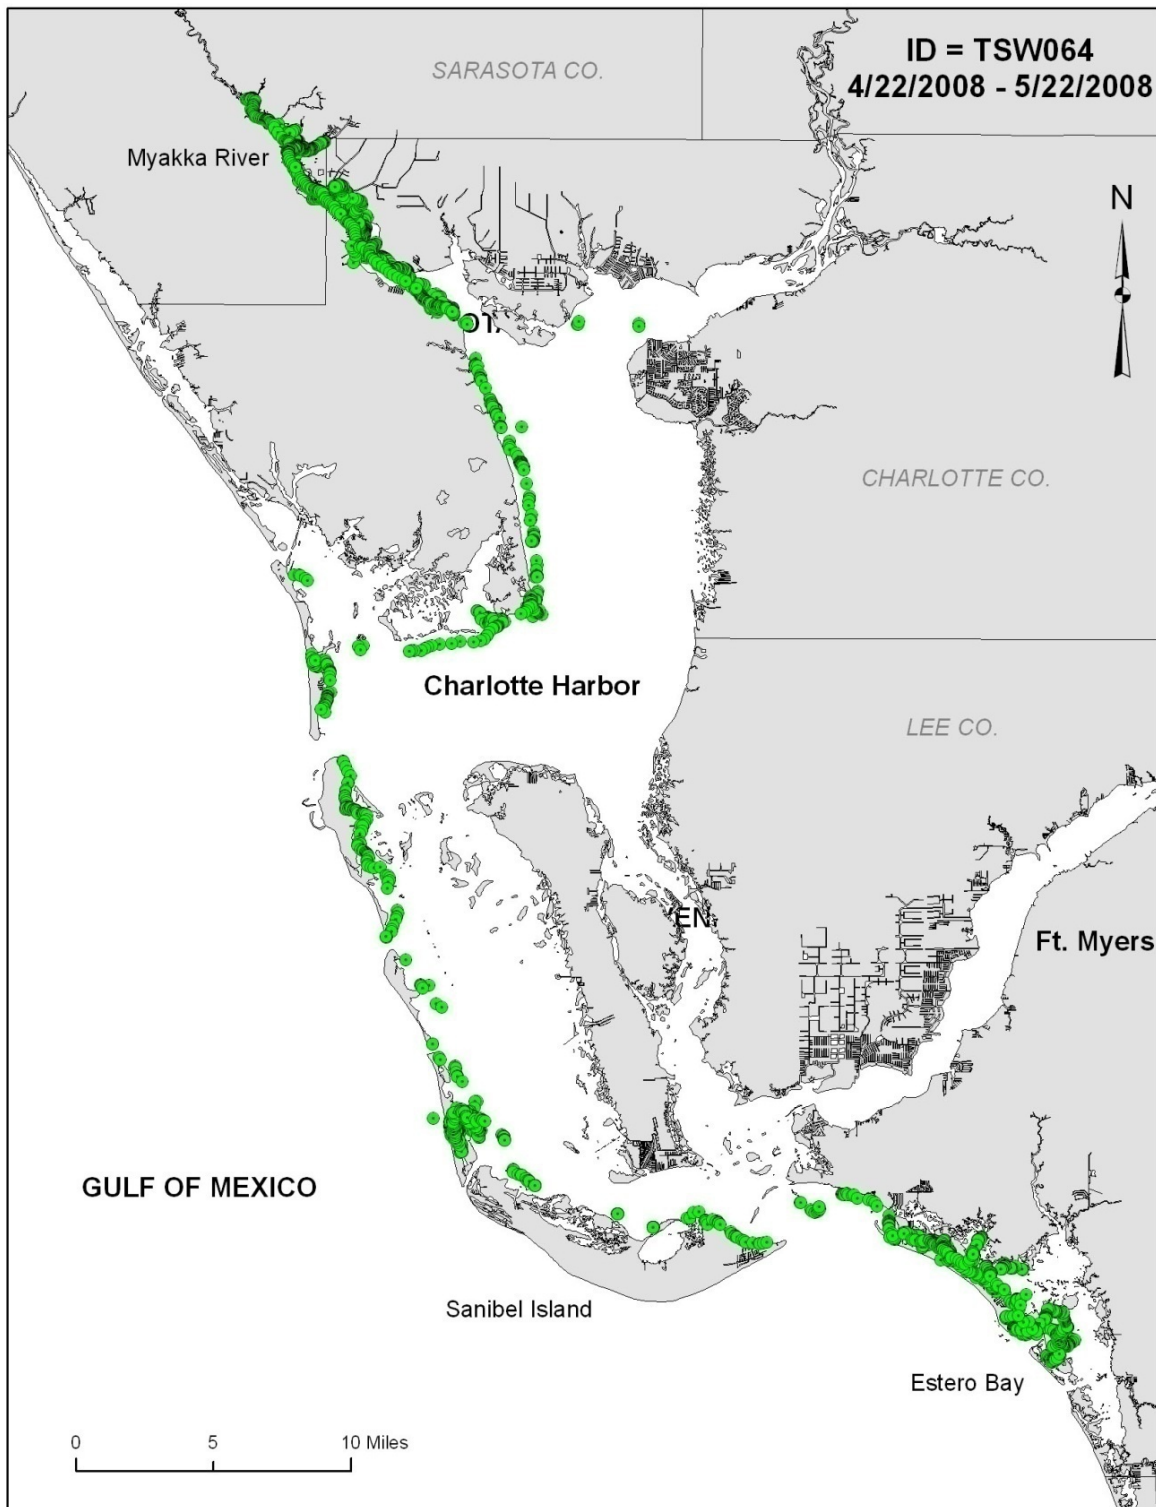 ID = TSW064
4/22/2008 - 5/22/2008
SARASOTA CO.
Myakka River
N
CHARLOTTE CO.
Charlotte Harbor
LEE CO.
EN
Ft. Myers
GULF OF MEXICO
Sanibel Island
Estero Bay
0 5 10 Miles